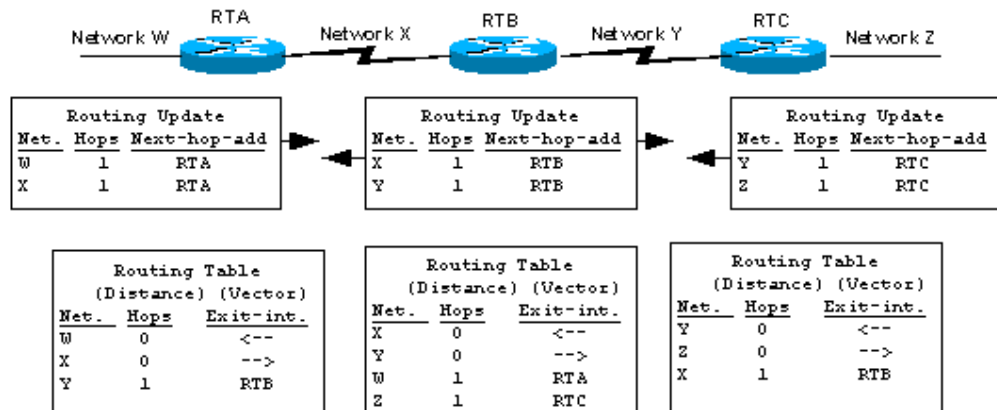 RTA RTB RTC
Network W Network X Network Y Network Z
Routing Update
Net. Hops Next-hop-add
W 1 RTA
X 1 RTA
Routing Update
Net. Hops Next-hop-add
X 1 RTB
Y 1 RTB
Routing Update
Net. Hops Next-hop-add
Y 1 RTC
Z 1 RTC
Routing Table
(Distance) (Vector)
Net. Hops Exit-int.
W 0 <--
X 0 -->
Y 1 RTB
Routing Table
(Distance) (Vector)
Net. Hops Exit-int.
X 0 <--
Y 0 -->
W 1 RTA
Z 1 RTC
Routing Table
(Distance) (Vector)
Net. Hops Exit-int.
Y 0 <--
Z 0 -->
X 1 RTB